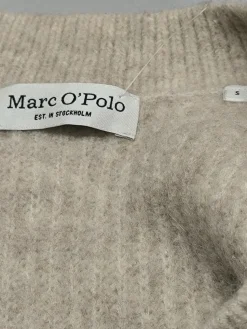 Marc O'Polo
EST. IN STOCKHOLM
S